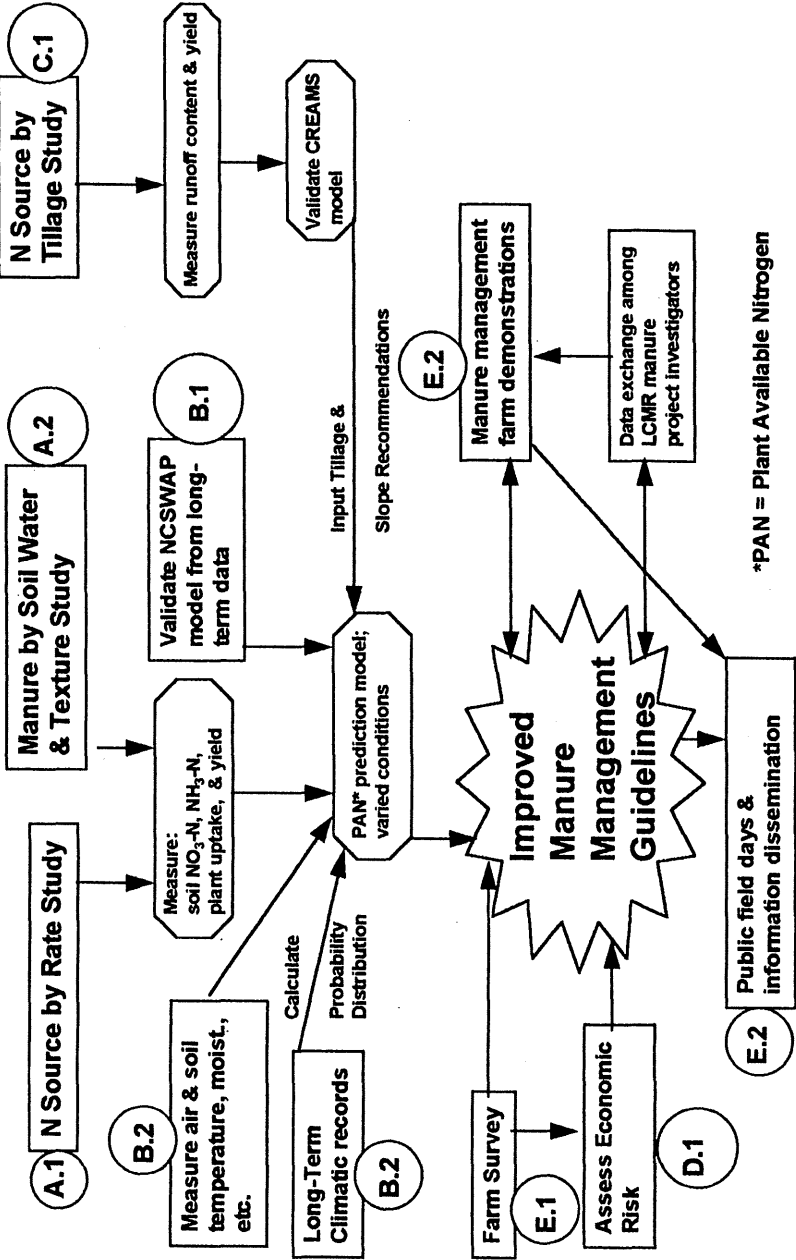 A.1
N Source by Rate Study
Manure by Soil Water
& Texture Study
A.2
N Source by
Tillage Study
C.1
B.2
Measure air & soil
temperature, moist.,
etc.
Measure:
soil NO₃-N, NH₃-N,
plant uptake, & yield
Validate NCSWAP
model from long-
term data
B.1
Measure runoff content & yield
Validate CREAMS
model
Long-Term
Climatic records
B.2
Calculate
Probability
Distribution
PAN* prediction model;
varied conditions
Input Tillage &
Slope Recommendations
Farm Survey
E.1
Assess Economic
Risk
D.1
Improved
Manure
Management
Guidelines
E.2
Manure management
farm demonstrations
Data exchange among
LCMR manure
project investigators
E.2
Public field days &
information dissemination
*PAN = Plant Available Nitrogen